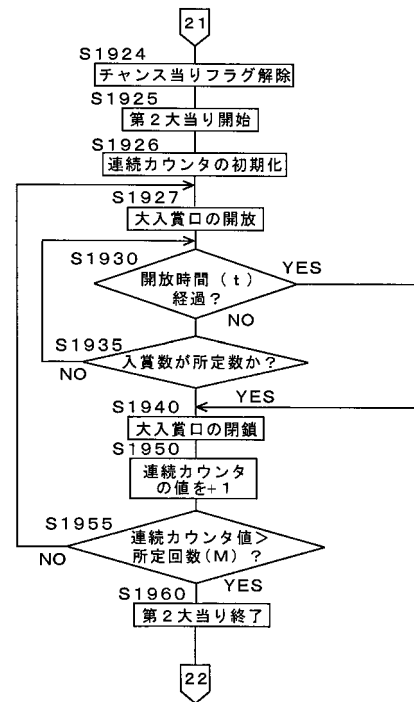 21
S1924
チャンス当りフラグ解除
S1925
第2大当り開始
S1926
連続カウンタの初期化
S1927
大入賞口の開放
S1930
開放時間(t)
経過?
YES
NO
S1935
入賞数が所定数か?
NO
YES
S1940
大入賞口の閉鎖
S1950
連続カウンタ
の値を+1
S1955
連続カウンタ値>
所定回数(M)?
NO
YES
S1960
第2大当り終了
22